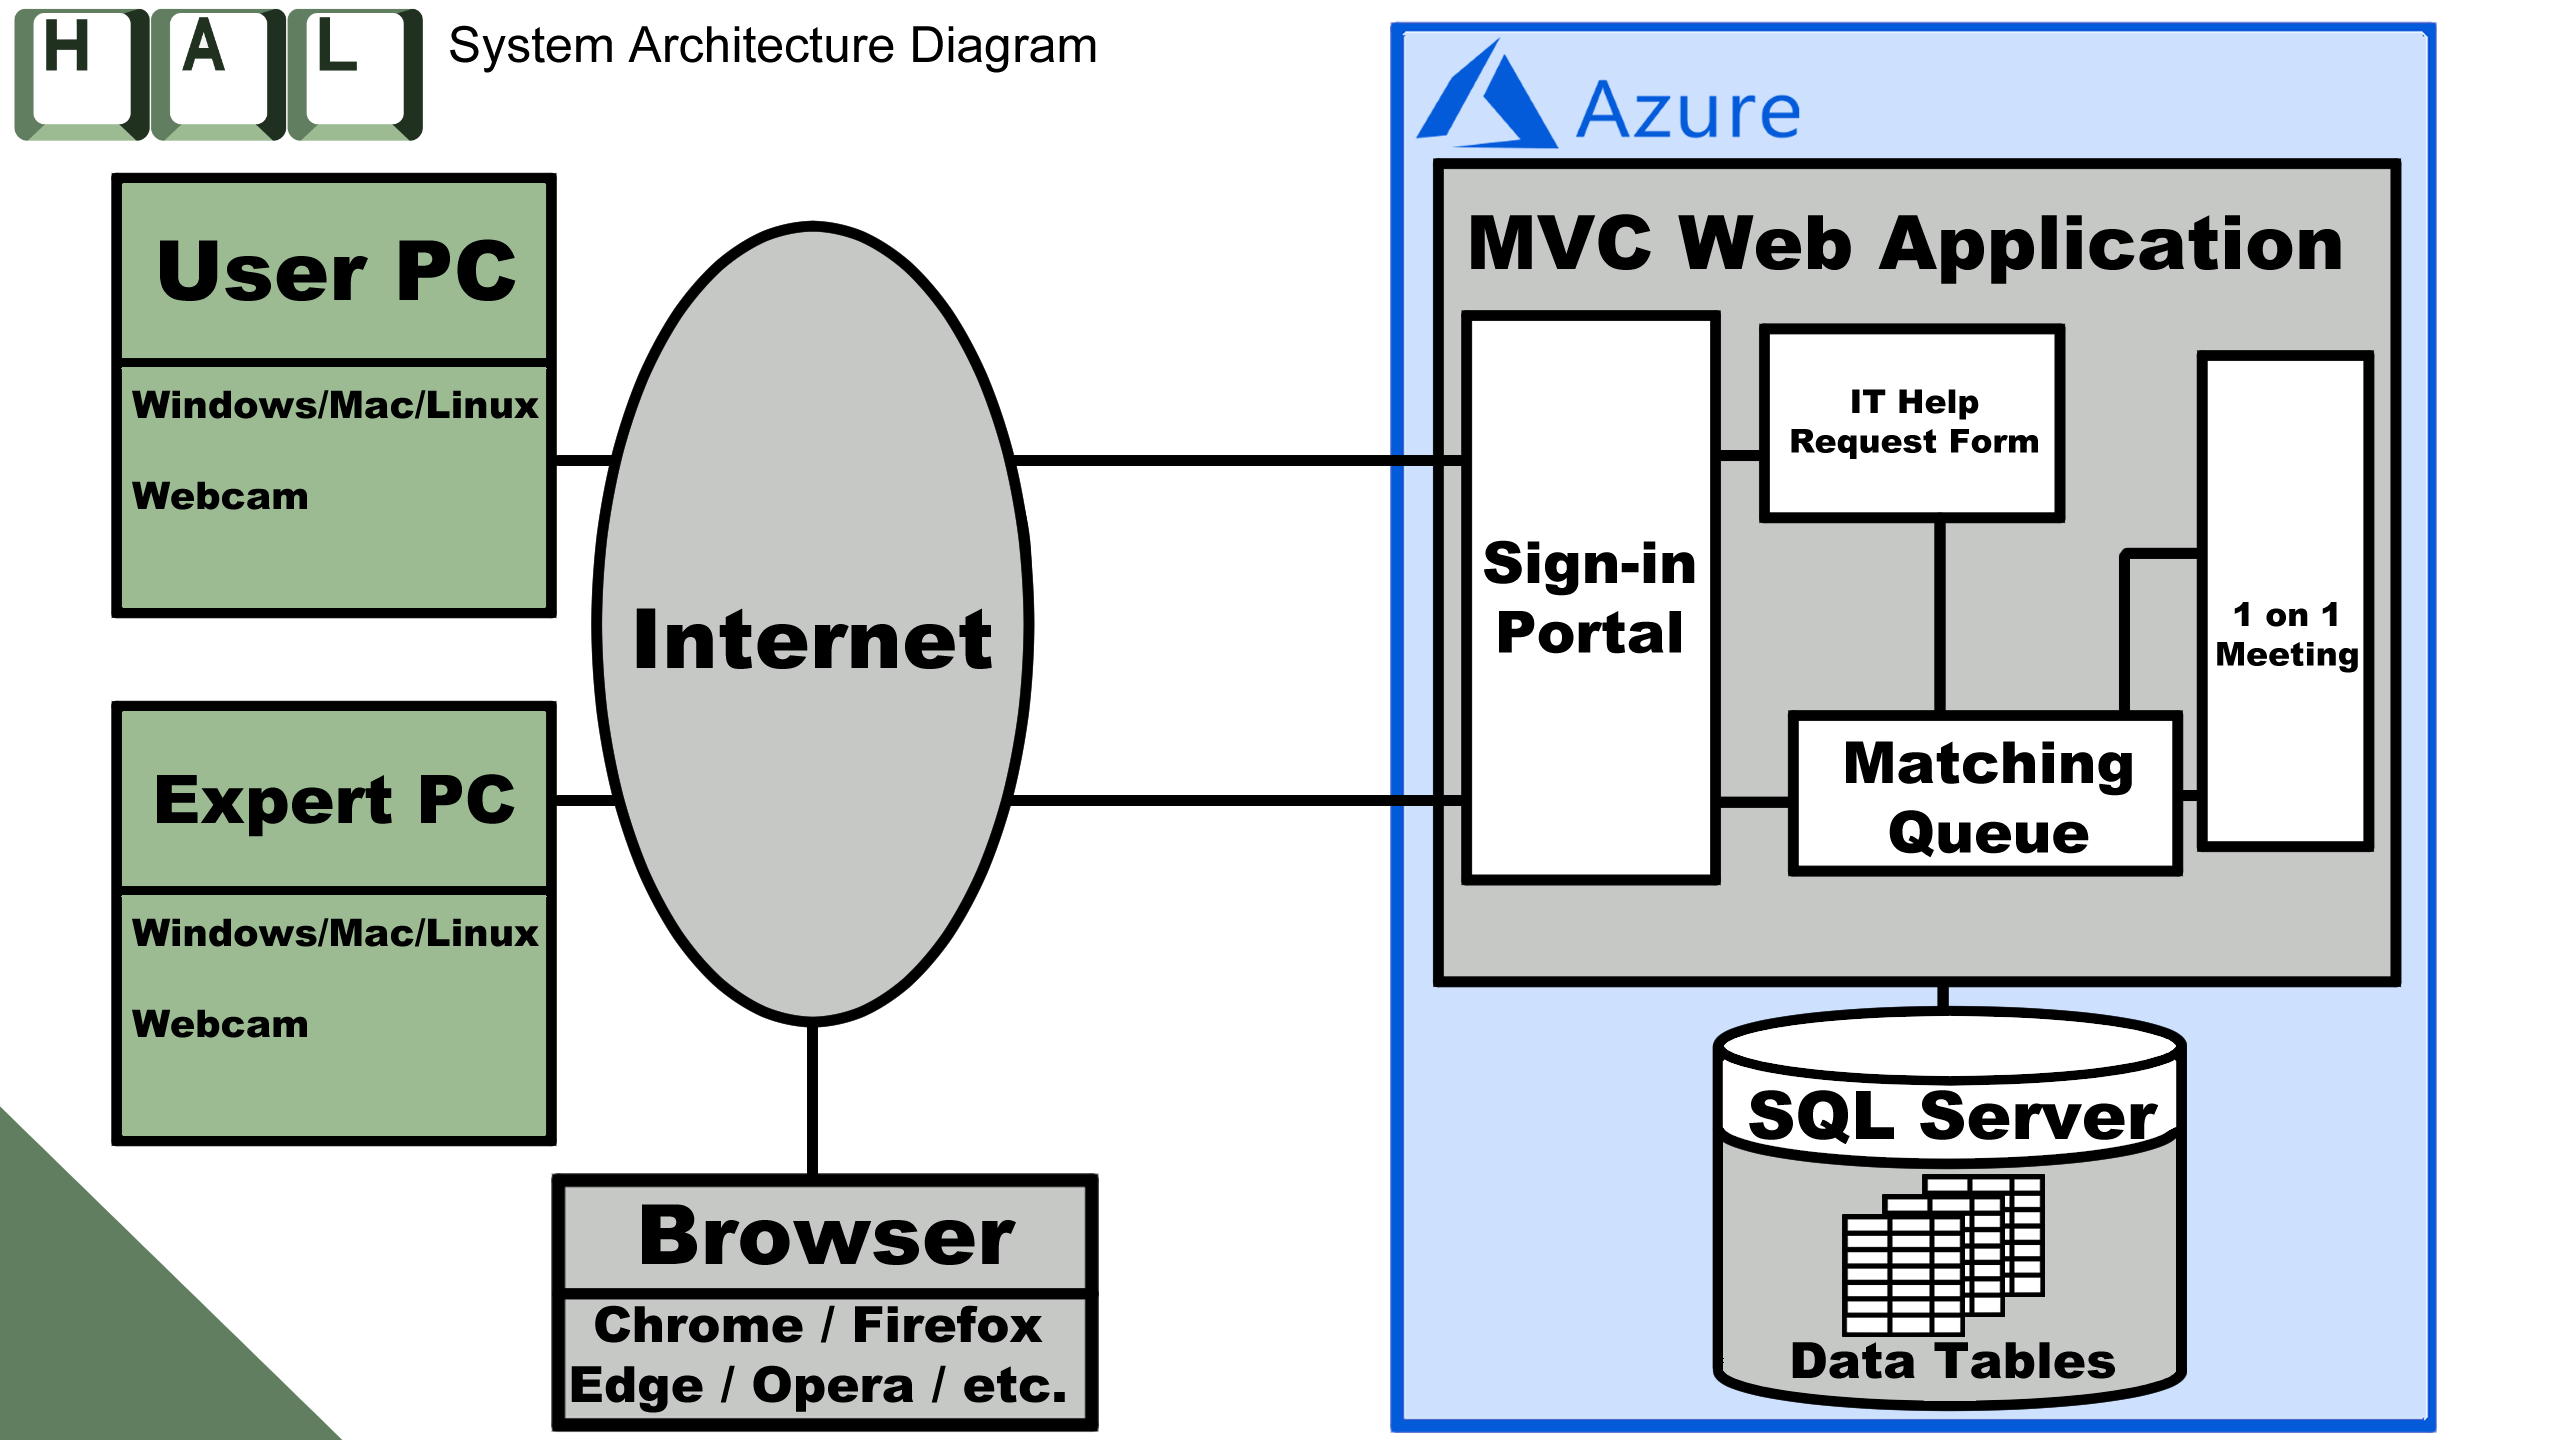 H A L
System Architecture Diagram
User PC
Windows/Mac/Linux
Webcam
Expert PC
Windows/Mac/Linux
Webcam
Internet
Browser
Chrome / Firefox
Edge / Opera / etc.
Azure
MVC Web Application
Sign-in
Portal
IT Help
Request Form
Matching
Queue
1 on 1
Meeting
SQL Server
Data Tables